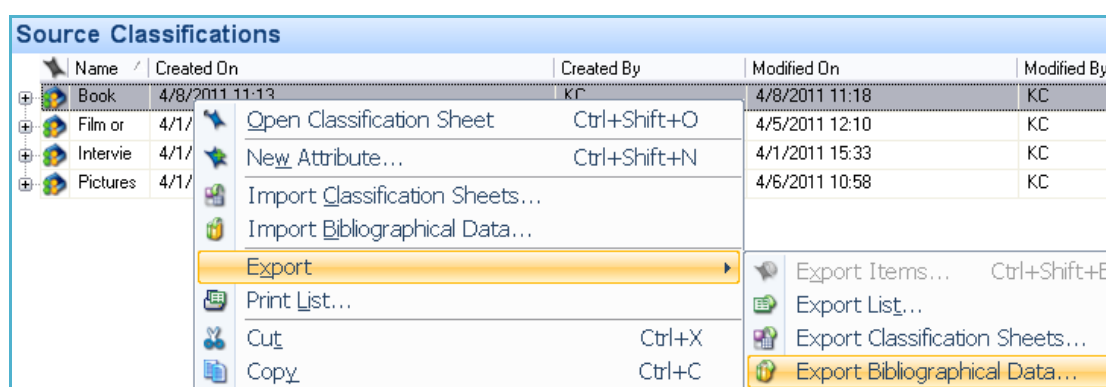 Source Classifications
Name Created On Created By Modified On Modified By
Book 4/8/2011 11:13 KC 4/8/2011 11:18 KC
Film or 4/1/ 4/5/2011 12:10 KC
Intervie 4/1/ 4/1/2011 15:33 KC
Pictures 4/1/ 4/6/2011 10:58 KC
Open Classification Sheet Ctrl+Shift+O
New Attribute... Ctrl+Shift+N
Import Classification Sheets...
Import Bibliographical Data...
Export
Print List...
Cut Ctrl+X
Copy Ctrl+C
Export Items... Ctrl+Shift+E
Export List...
Export Classification Sheets...
Export Bibliographical Data...